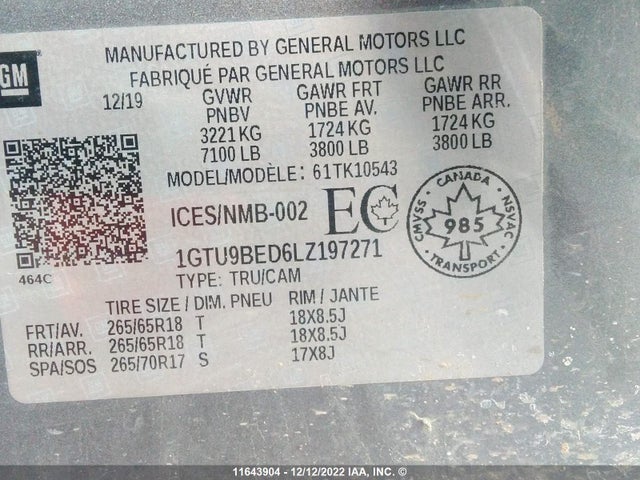 GM
MANUFACTURED BY GENERAL MOTORS LLC
FABRIQUÉ PAR GENERAL MOTORS LLC
12/19
GVWR GAWR FRT GAWR RR
PNBV PNBE AV. PNBE ARR.
3221 KG 1724 KG 1724 KG
7100 LB 3800 LB 3800 LB
MODEL/MODÈLE: 61TK10543
ICES/NMB-002 EC
CANADA
CMVSS 985 NSVAC
TRANSPORT
1GTU9BED6LZ197271
464C
TYPE: TRU/CAM
TIRE SIZE / DIM. PNEU RIM / JANTE
FRT/AV. 265/65R18 T 18X8.5J
RR/ARR. 265/65R18 T 18X8.5J
SPA/SOS 265/70R17 S 17X8J
11643904 - 12/12/2022 IAA, INC. ©